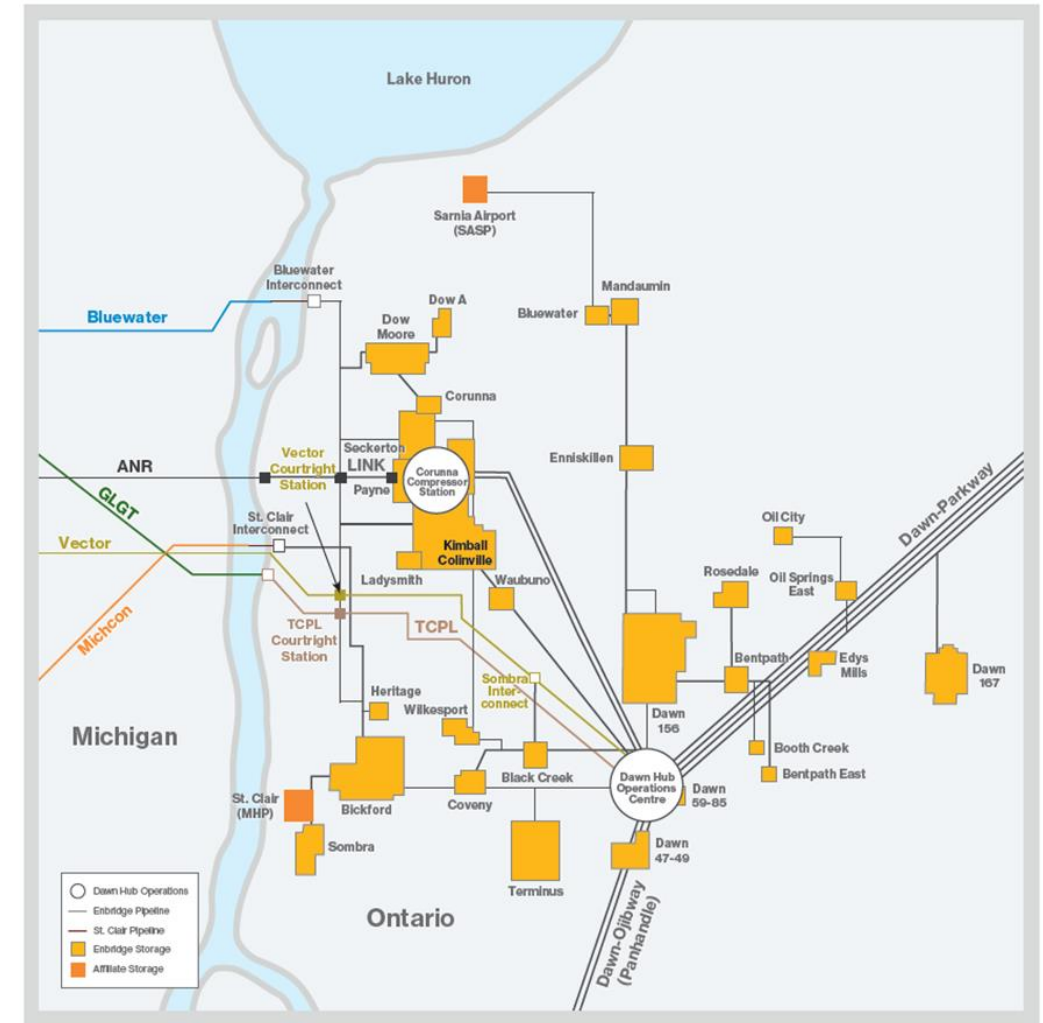 Lake Huron
Sarnia Airport
(SASP)
Bluewater
Interconnect
Bluewater
Dow A
Dow
Moore
Bluewater
Mandaumin
Corunna
Seckerton
LINK
Payne
Vector
Courtright
Station
ANR
Corunna
Compressor
Station
Enniskillen
GLGT
St. Clair
Interconnect
Vector
Kimball
Colinville
Ladysmith
Waubuno
Oil City
Dawn-Parkway
Rosedale
Oil Springs
East
Michcon
TCPL
Courtright
Station
TCPL
Sombra
Inter-
connect
Bentpath
Edys
Mills
Dawn
167
Heritage
Wilkesport
Dawn
156
Michigan
Black Creek
Booth Creek
Bentpath East
Dawn Hub
Operations
Centre
Dawn
59-85
St. Clair
(MHP)
Bickford
Coveny
Sombra
Terminus
Dawn
47-49
Dawn-Ojibway
(Panhandle)
Ontario
Dawn Hub Operations
Enbridge Pipeline
St. Clair Pipeline
Enbridge Storage
Affiliate Storage